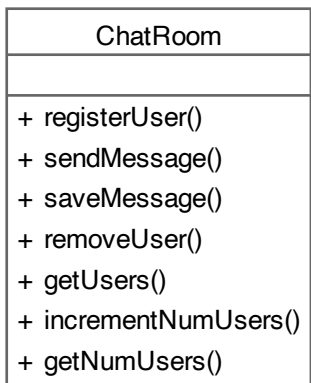 ChatRoom
+ registerUser()
+ sendMessage()
+ saveMessage()
+ removeUser()
+ getUsers()
+ incrementNumUsers()
+ getNumUsers()